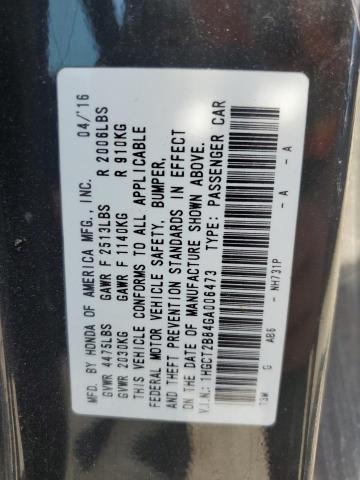 MFD. BY HONDA OF AMERICA MFG., INC. 04/'16
GVWR 4475LBS GAWR F 2513LBS R 2006LBS
GVWR 2030KG GAWR F 1140KG R 910KG
THIS VEHICLE CONFORMS TO ALL APPLICABLE
FEDERAL MOTOR VEHICLE SAFETY, BUMPER,
AND THEFT PREVENTION STANDARDS IN EFFECT
ON THE DATE OF MANUFACTURE SHOWN ABOVE.
V.I.N.: 1HGCT2B84GA006473 TYPE: PASSENGER CAR
T3W G AB6 - NH731P - A - A